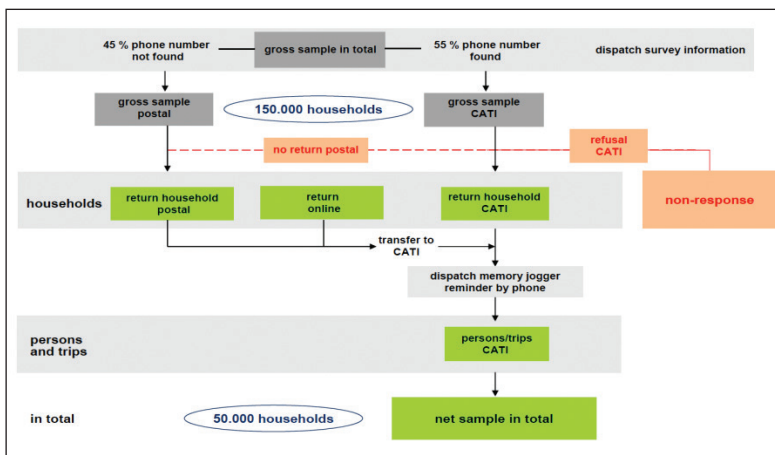 45 % phone number
not found
gross sample in total
55 % phone number
found
dispatch survey information
gross sample
postal
150.000 households
gross sample
CATI
no return postal
refusal
CATI
households
return household
postal
return
online
return household
CATI
non-response
transfer to
CATI
dispatch memory jogger
reminder by phone
persons
and trips
persons/trips
CATI
in total
50.000 households
net sample in total